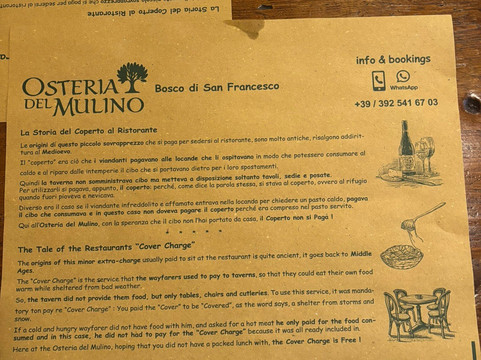 La Storia del Coperto al Ristorante
OSTERIA
DEL MULINO
Bosco di San Francesco
info & bookings
WhatsApp
+39 / 392 541 67 03
La Storia del Coperto al Ristorante
Le origini di questo piccolo sovrapprezzo che si paga per sedersi al ristorante, sono molto antiche, risalgono addirit-
tura al Medioevo.
Il "coperto" era ciò che i viandanti pagavano alle locande che li ospitavano in modo che potessero consumare al
caldo e al riparo dalle intemperie il cibo che si portavano dietro per i loro spostamenti.
Quindi la taverna non somministrava cibo ma metteva a disposizione soltanto tavoli, sedie e posate.
Per utilizzarli si pagava, appunto, il coperto: perché, come dice la parola stessa, si stava al coperto, ovvero al rifugio
quando fuori pioveva e nevicava.
Diverso era il caso se il viandante infreddolito e affamato entrava nella locanda per chiedere un pasto caldo, pagava
il cibo che consumava e in questo caso non doveva pagare il coperto perché era compreso nel pasto servito.
Qui all'Osteria del Mulino, con la speranza che il cibo non l'hai portato da casa, il Coperto non si Paga !
* * * * *
The Tale of the Restaurants "Cover Charge"
The origins of this minor extra-charge usually paid to sit at the restaurant is quite ancient, it goes back to Middle
Ages.
The "Cover Charge" is the service that the wayfarers used to pay to taverns, so that they could eat their own food
warm while sheltered from bad weather.
So, the tavern did not provide them food, but only tables, chairs and cutleries. To use this service, it was manda-
tory ton pay re "Cover Charge" : You paid the "Cover" to be "Covered", as the word says, a shelter from storms and
snow.
If a cold and hungry wayfarer did not have food with him, and asked for a hot meat he only paid for the food con-
sumed and in this case, he did not had to pay for the "Cover Charge" because it was all ready included in.
Here at the Osteria del Mulino, hoping that you did not have a packed lunch with, the Cover Charge is Free !